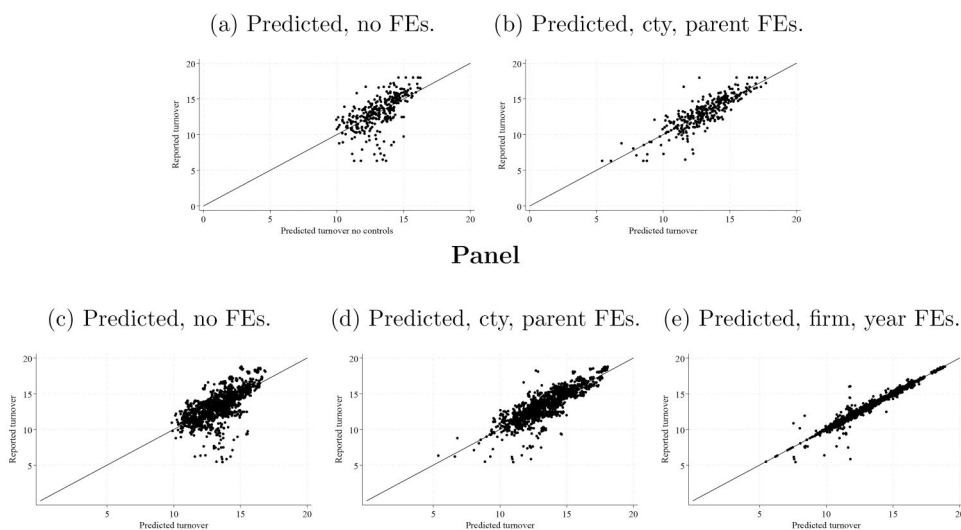 (a) Predicted, no FEs. (b) Predicted, cty, parent FEs.
Reported turnover
20
15
10
5
0
0 5 10 15 20
Predicted turnover no controls
Reported turnover
20
15
10
5
0
0 5 10 15 20
Predicted turnover
Panel
(c) Predicted, no FEs. (d) Predicted, cty, parent FEs. (e) Predicted, firm, year FEs.
Reported turnover
20
15
10
5
5 10 15 20
Predicted turnover
Reported turnover
20
15
10
5
5 10 15 20
Predicted turnover
Reported turnover
20
15
10
5
5 10 15 20
Predicted turnover